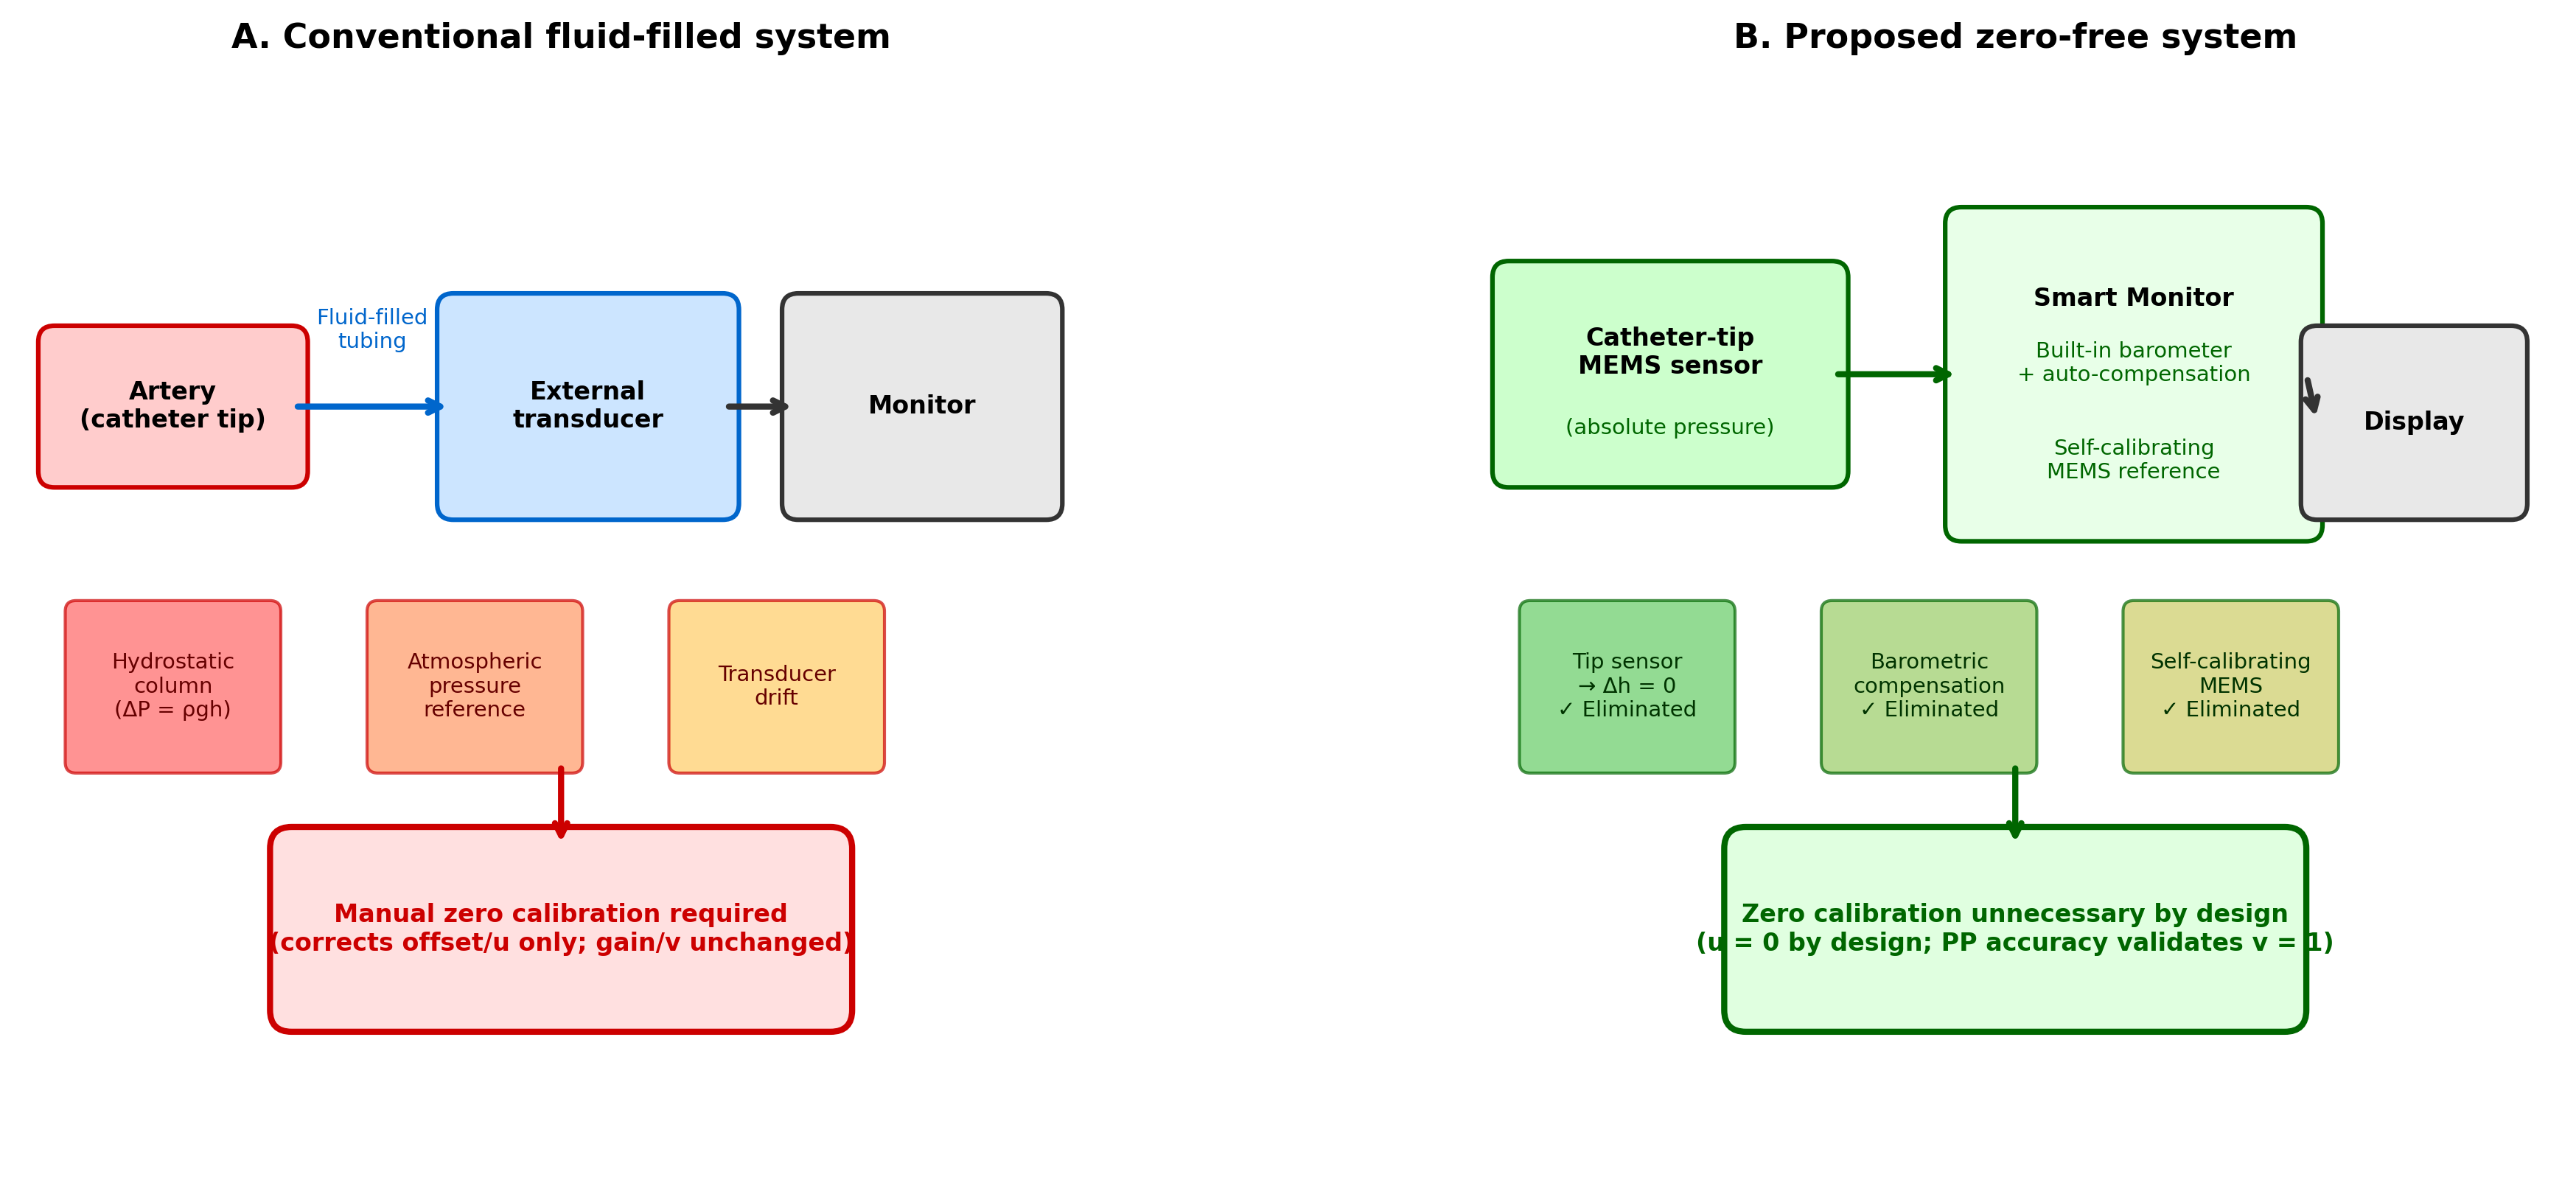 A. Conventional fluid-filled system
Fluid-filled
tubing
Artery
(catheter tip)
External
transducer
Monitor
Hydrostatic
column
(ΔP = ρgh)
Atmospheric
pressure
reference
Transducer
drift
Manual zero calibration required
(corrects offset/u only; gain/v unchanged)
B. Proposed zero-free system
Catheter-tip
MEMS sensor
(absolute pressure)
Smart Monitor
Built-in barometer
+ auto-compensation
Self-calibrating
MEMS reference
Display
Tip sensor
→ Δh = 0
✓ Eliminated
Barometric
compensation
✓ Eliminated
Self-calibrating
MEMS
✓ Eliminated
Zero calibration unnecessary by design
(u = 0 by design; PP accuracy validates v = 1)